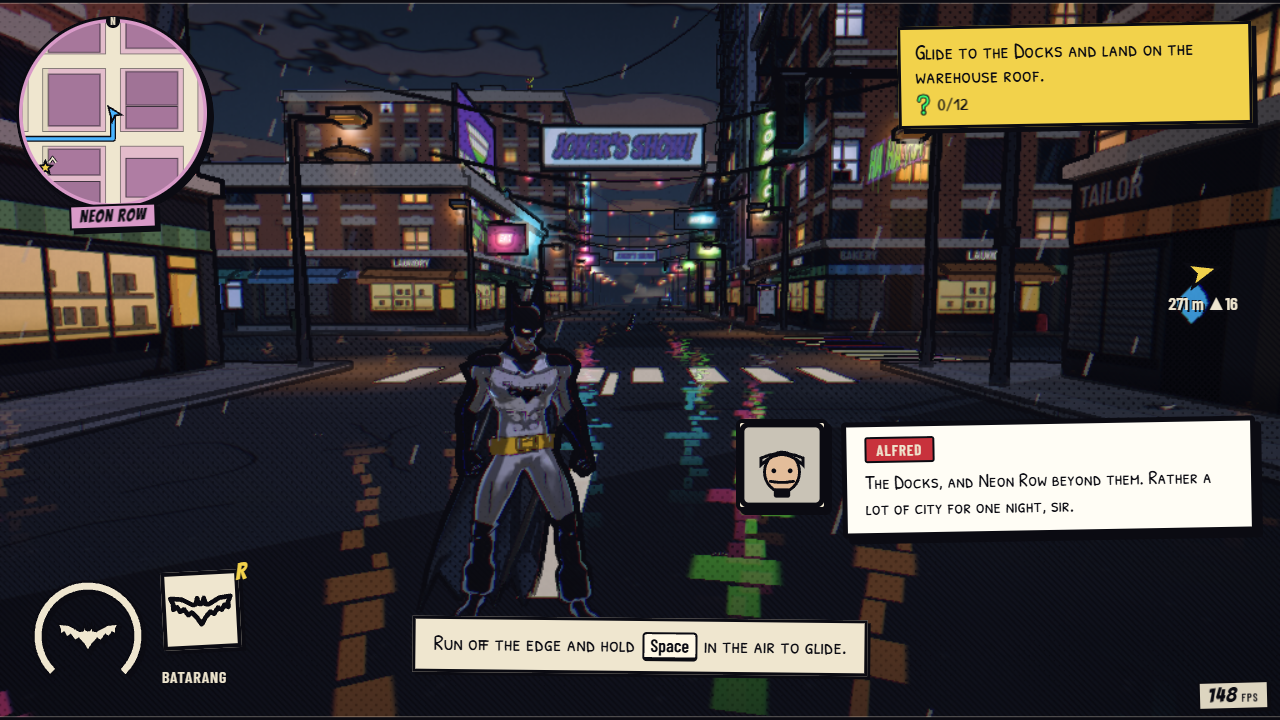 N
NEON ROW
Glide to the Docks and land on the
warehouse roof.
0/12
JOKER'S SHOW!
TAILOR
LAUNDRY
BAKERY
271 m ▲16
ALFRED
The Docks, and Neon Row beyond them. Rather a
lot of city for one night, sir.
R
BATARANG
Run off the edge and hold Space in the air to glide.
148 FPS